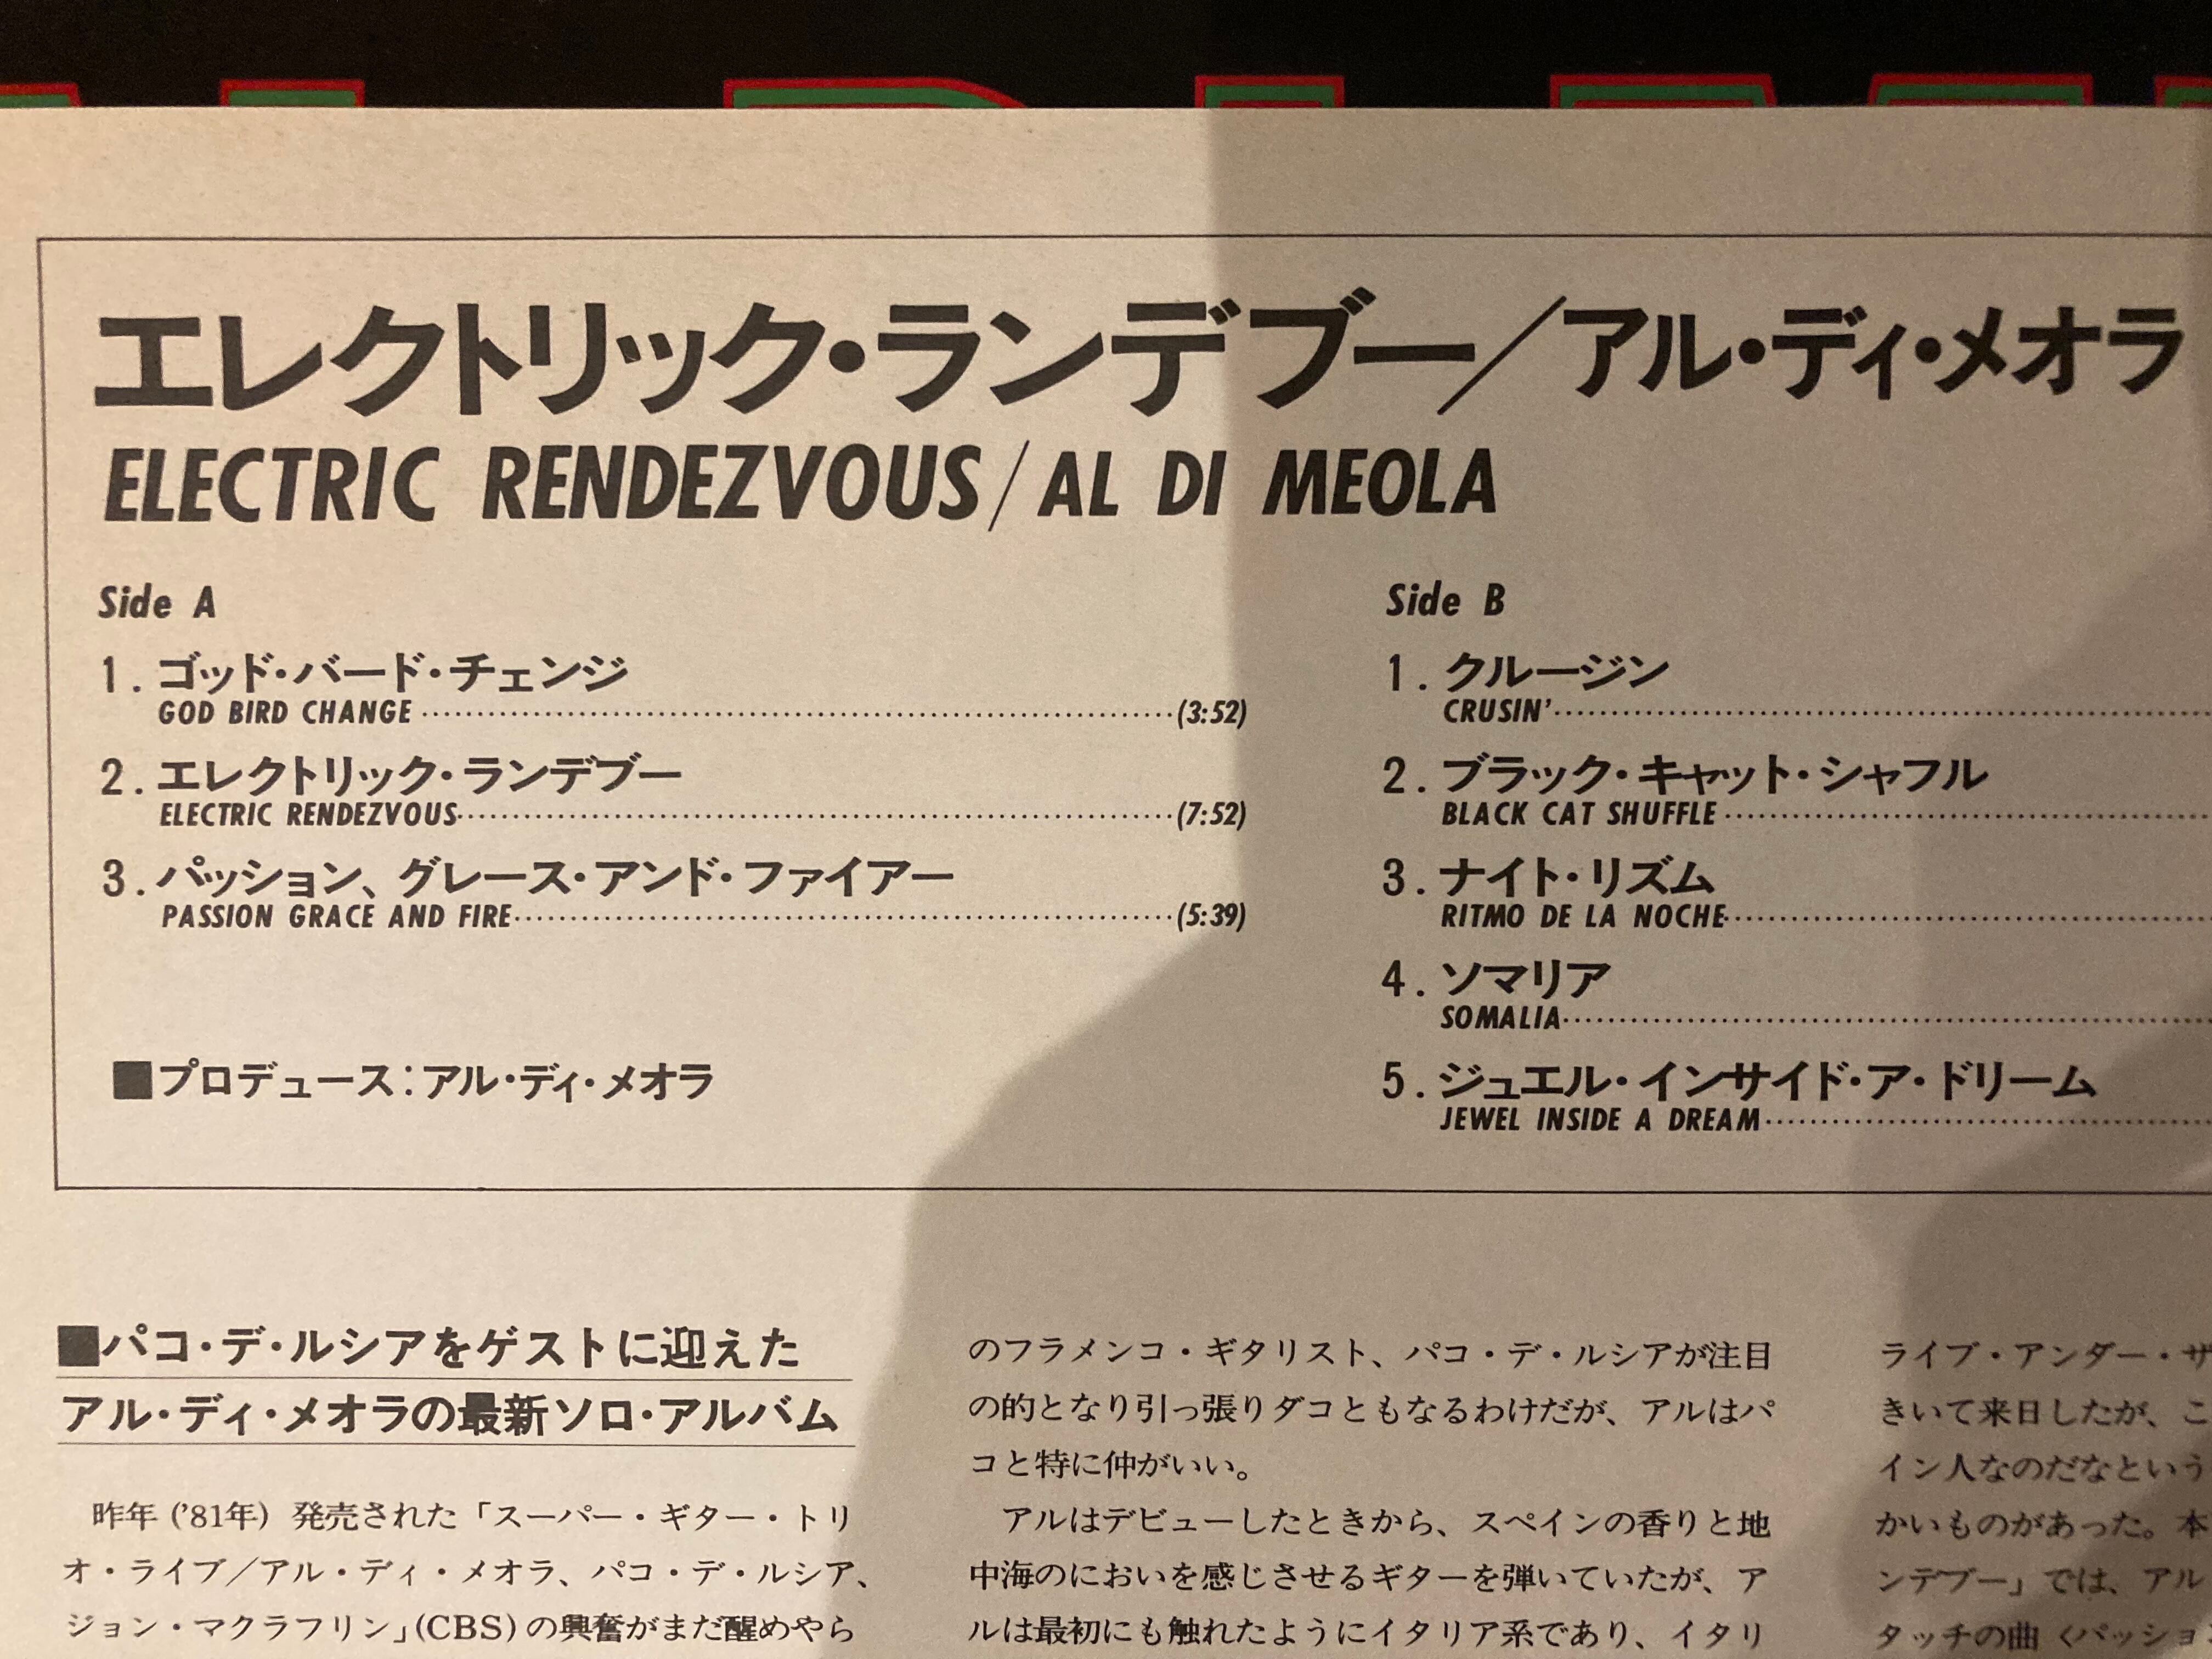 エレクトリック・ランデブー／アル・ディ・メオラ
ELECTRIC RENDEZVOUS/AL DI MEOLA
Side A
1. ゴッド・バード・チェンジ
GOD BIRD CHANGE (3:52)
2. エレクトリック・ランデブー
ELECTRIC RENDEZVOUS (7:52)
3. パッション、グレース・アンド・ファイアー
PASSION GRACE AND FIRE (5:39)
■プロデュース：アル・ディ・メオラ
Side B
1. クルージン
CRUSIN'
2. ブラック・キャット・シャフル
BLACK CAT SHUFFLE
3. ナイト・リズム
RITMO DE LA NOCHE
4. ソマリア
SOMALIA
5. ジュエル・インサイド・ア・ドリーム
JEWEL INSIDE A DREAM
■パコ・デ・ルシアをゲストに迎えた
アル・ディ・メオラの最新ソロ・アルバム
昨年 ('81年) 発売された「スーパー・ギター・トリ
オ・ライブ／アル・ディ・メオラ、パコ・デ・ルシア、
ジョン・マクラフリン」(CBS) の興奮がまだ醒めやら
のフラメンコ・ギタリスト、パコ・デ・ルシアが注目
の的となり引っ張りダコともなるわけだが、アルはパ
コと特に仲がいい。
アルはデビューしたときから、スペインの香りと地
中海のにおいを感じさせるギターを弾いていたが、ア
ルは最初にも触れたようにイタリア系であり、イタリ
ライブ・アンダー・ザ
きいて来日したが、こ
イン人なのだなという
かいものがあった。本
ンデブー」では、アル
タッチの曲〈パッショ